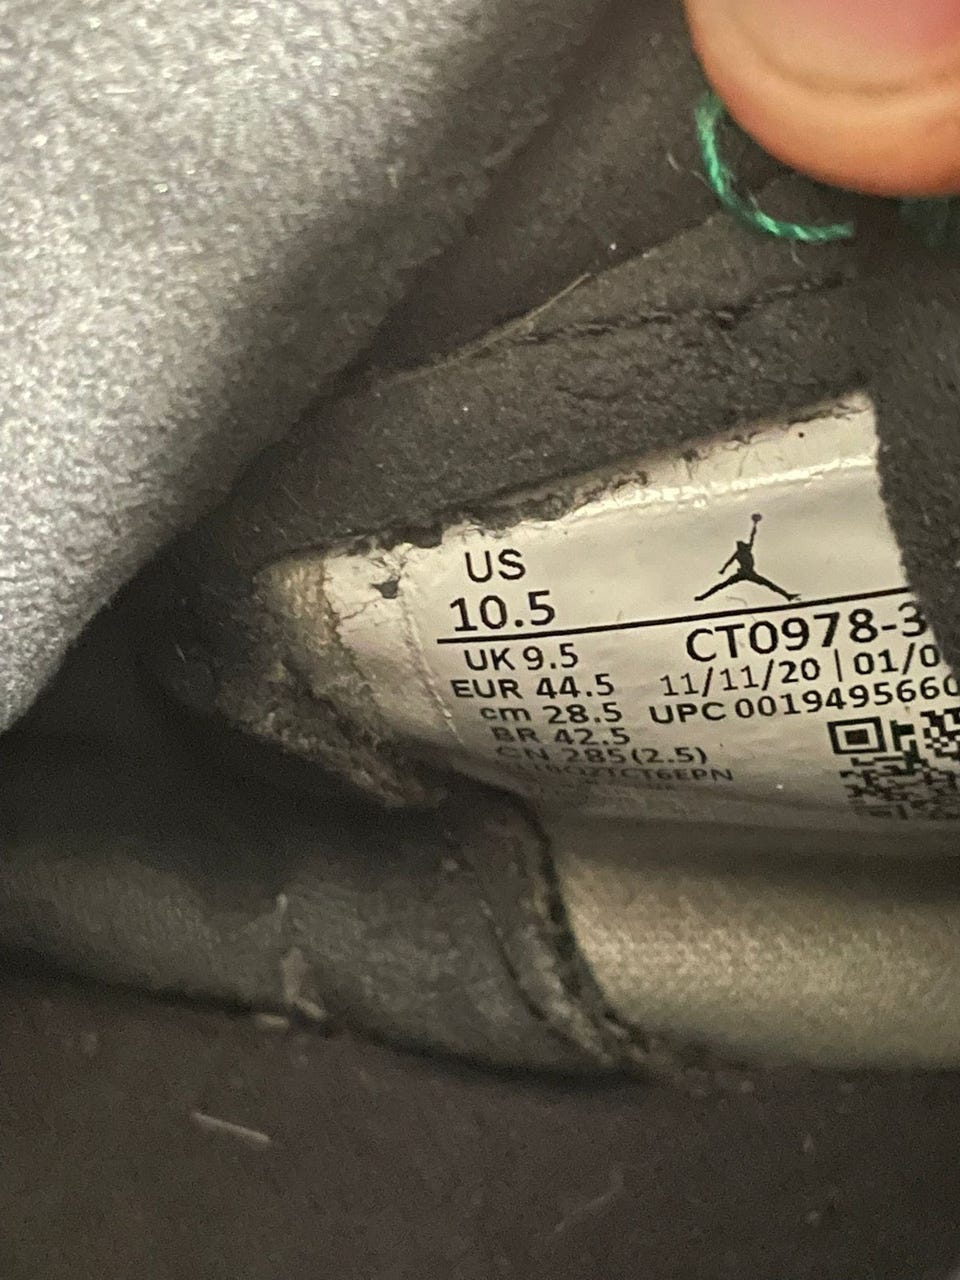 US
10.5
UK 9.5
EUR 44.5
cm 28.5
BR 42.5
CN 285(2.5)
CT0978-3
11/11/20 | 01/0
UPC 0019495660